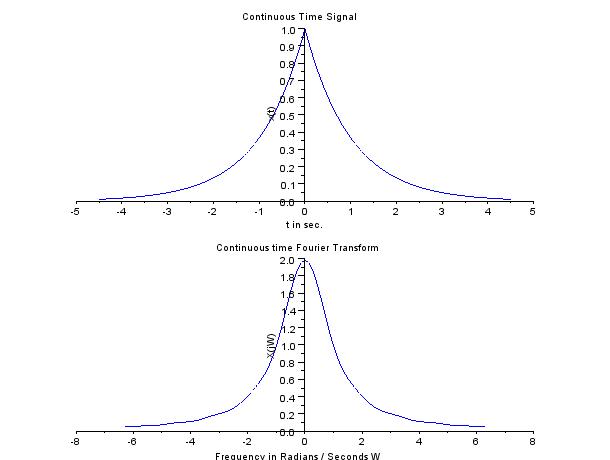 Continuous Time Signal
1.0
0.9
0.8
0.7
0.6
x(t)
0.5
0.4
0.3
0.2
0.1
0.0
-5 -4 -3 -2 -1 0 1 2 3 4 5
t in sec.
Continuous time Fourier Transform
2.0
1.8
1.6
1.4
1.2
X(jW)
1.0
0.8
0.6
0.4
0.2
0.0
-8 -6 -4 -2 0 2 4 6 8
Frequency in Radians / Seconds W